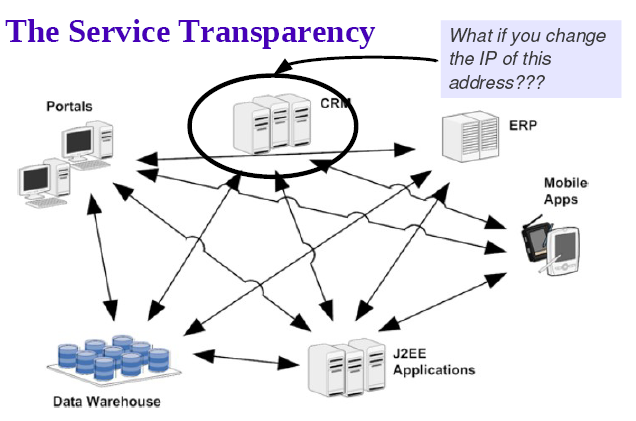 The Service Transparency
What if you change
the IP of this
address???
Portals
CRM
ERP
Mobile
Apps
J2EE
Applications
Data Warehouse